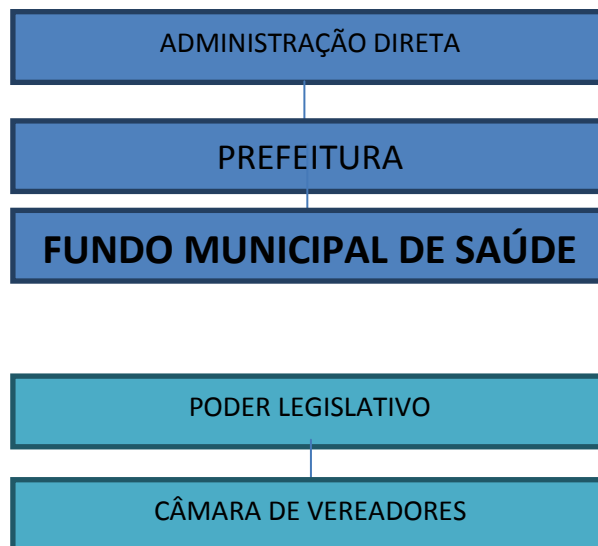 ADMINISTRAÇÃO DIRETA
PREFEITURA
FUNDO MUNICIPAL DE SAÚDE
PODER LEGISLATIVO
CÂMARA DE VEREADORES